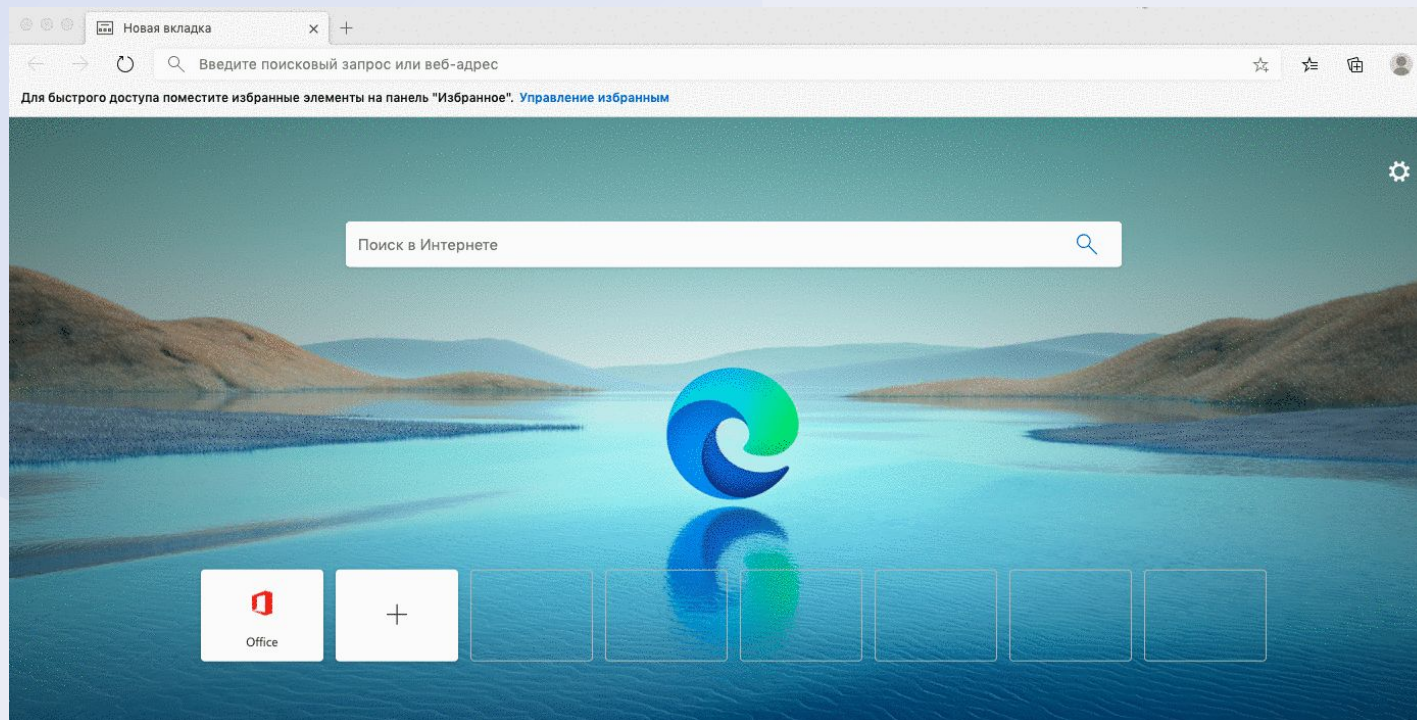 Новая вкладка
Введите поисковый запрос или веб-адрес
Для быстрого доступа поместите избранные элементы на панель "Избранное". Управление избранным
Поиск в Интернете
Office